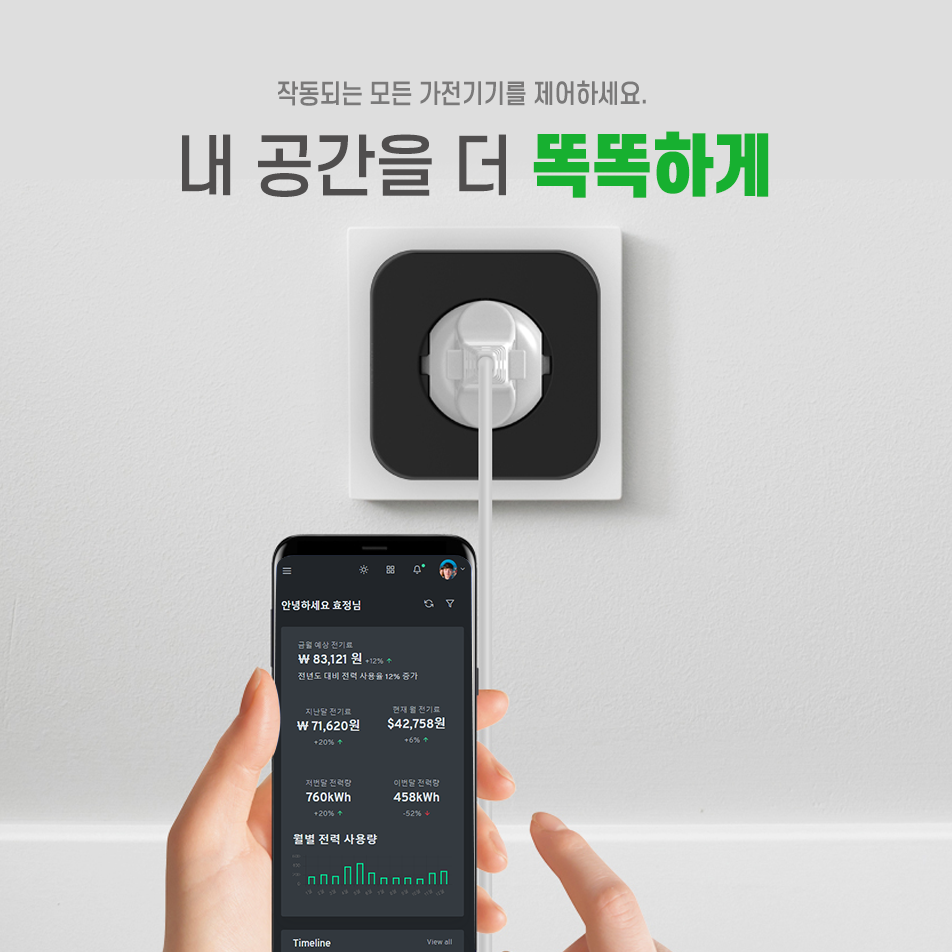 작동되는 모든 가전기기를 제어하세요.
내 공간을 더 똑똑하게
안녕하세요 효정님
금월 예상 전기료
₩ 83,121 원 +12% ↑
전년도 대비 전력 사용율 12% 증가
지난달 전기료 현재 월 전기료
₩ 71,620원 $42,758원
+20% ↑ +6% ↑
저번달 전력량 이번달 전력량
760kWh 458kWh
+20% ↑ -52% ↓
월별 전력 사용량
Timeline View all